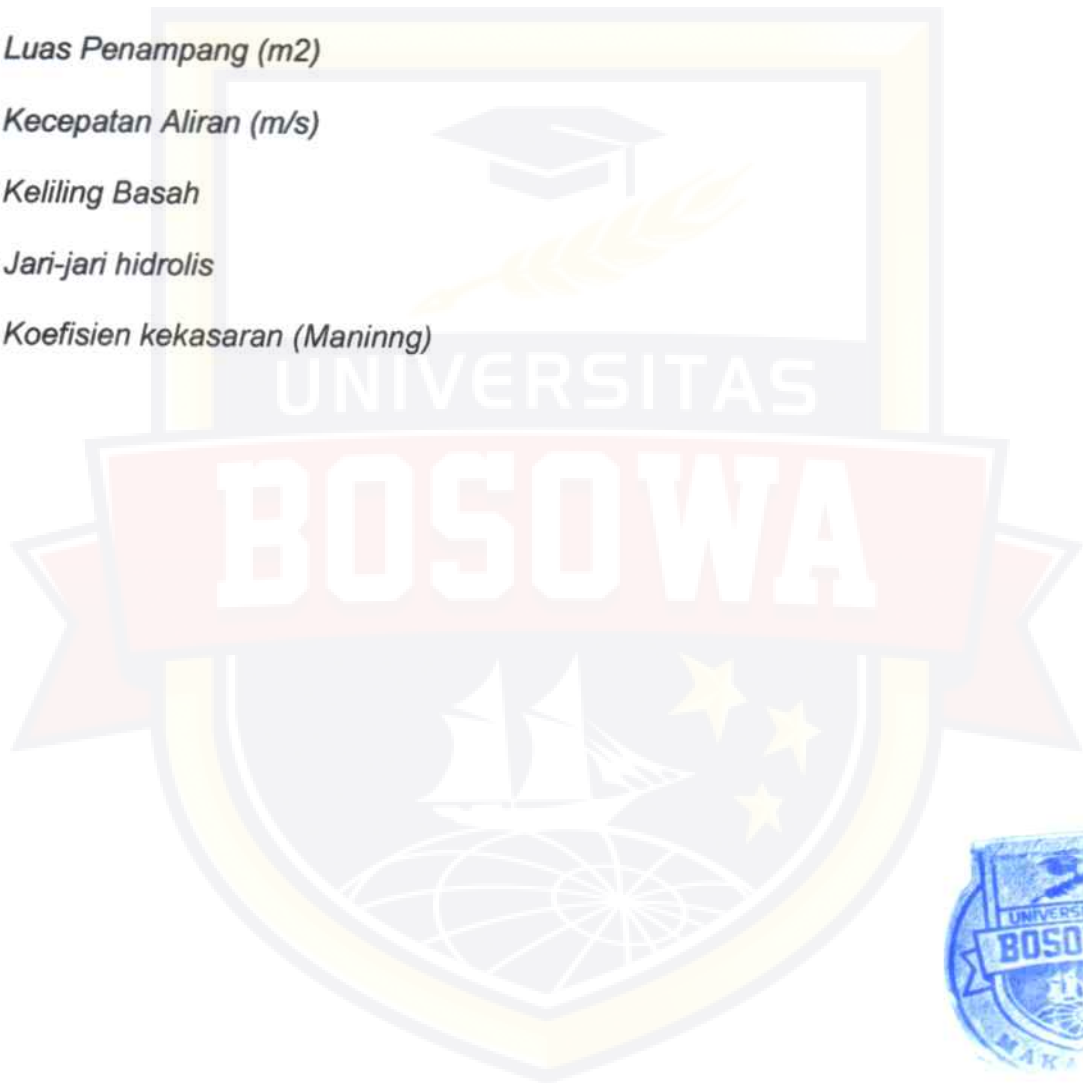 Luas Penampang (m2)
Kecepatan Aliran (m/s)
Keliling Basah
Jari-jari hidrolis
Koefisien kekasaran (Maninng)
UNIVERSITAS
BOSOWA